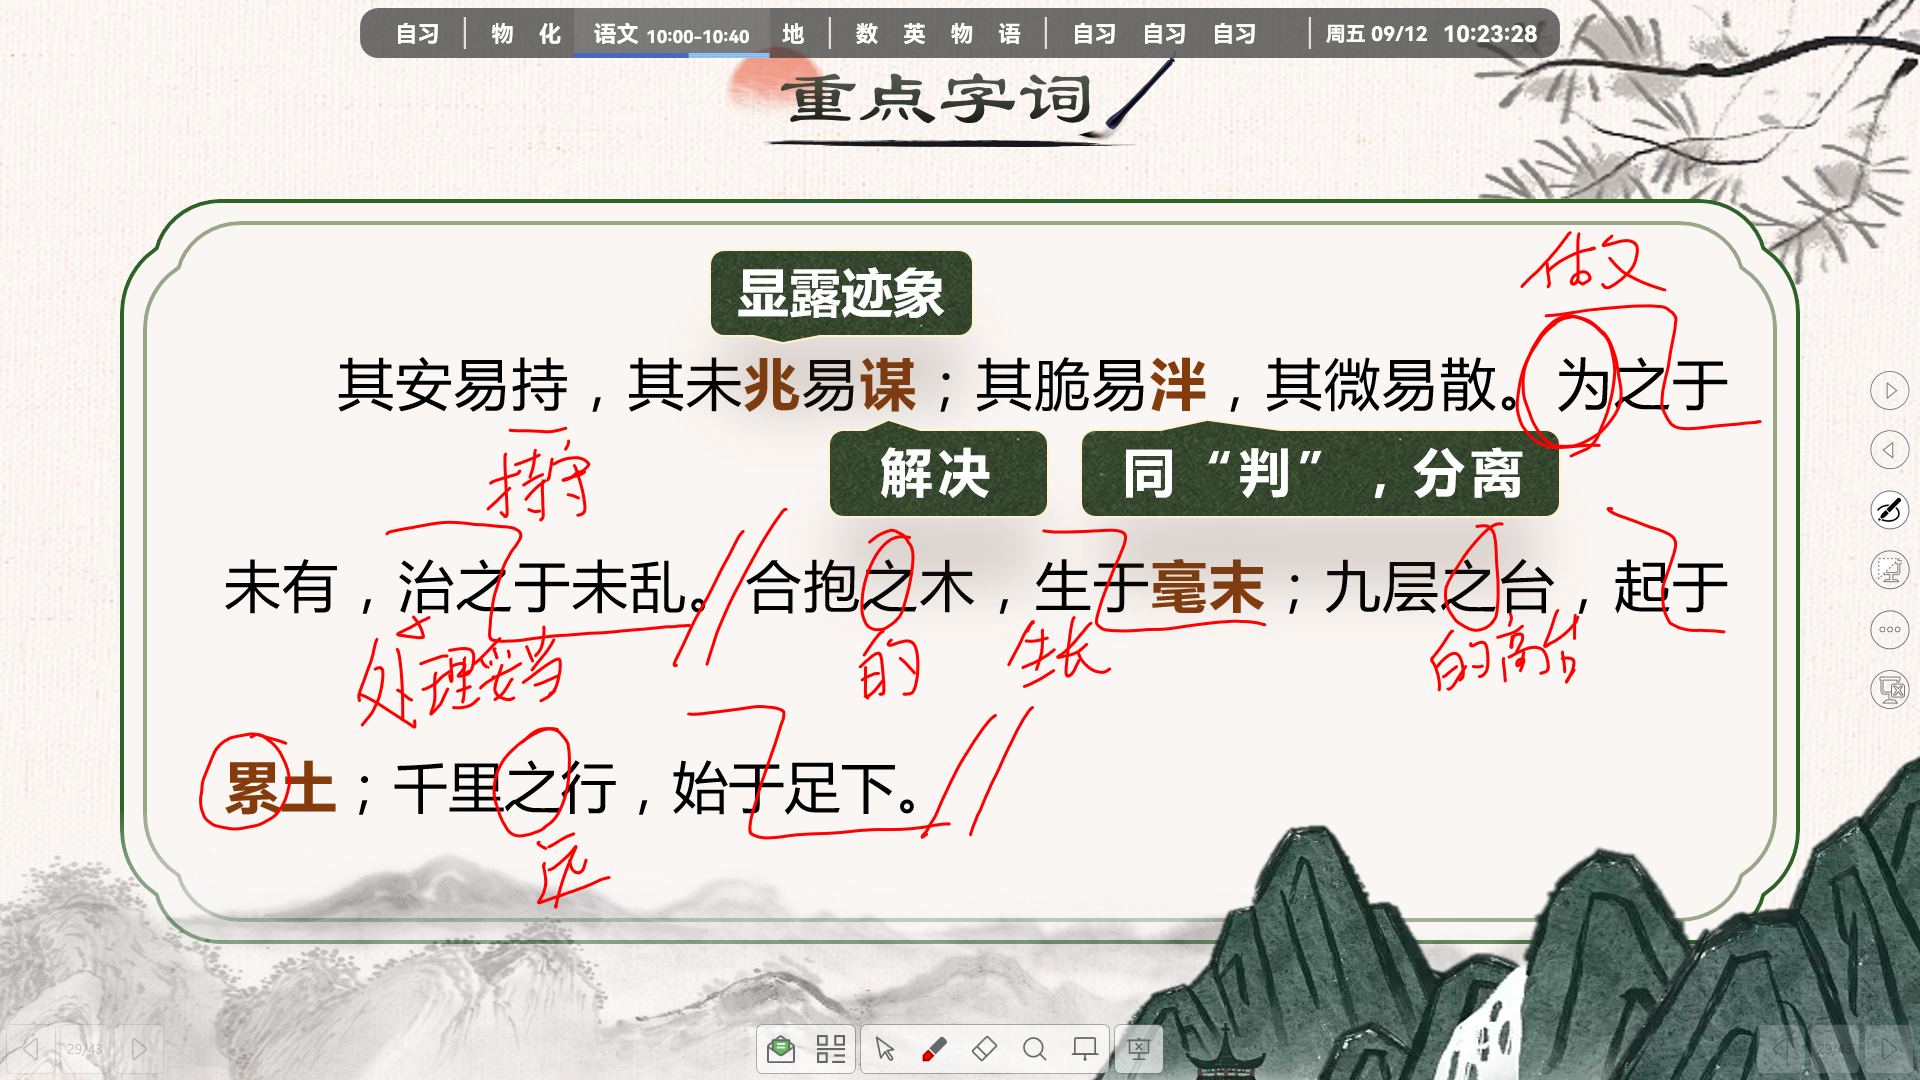 自习 物 化 语文 10:00-10:40 地 数 英 物 语 自习 自习 自习 周五 09/12 10:23:28
重点字词
做文
显露迹象
其安易持，其未兆易谋；其脆易泮，其微易散。为之于
持守
解决
同“判”，分离
未有，治之于未乱。合抱之木，生于毫末；九层之台，起于
处理妥当
的
生长
的高台
累土；千里之行，始于足下。
远
29/43